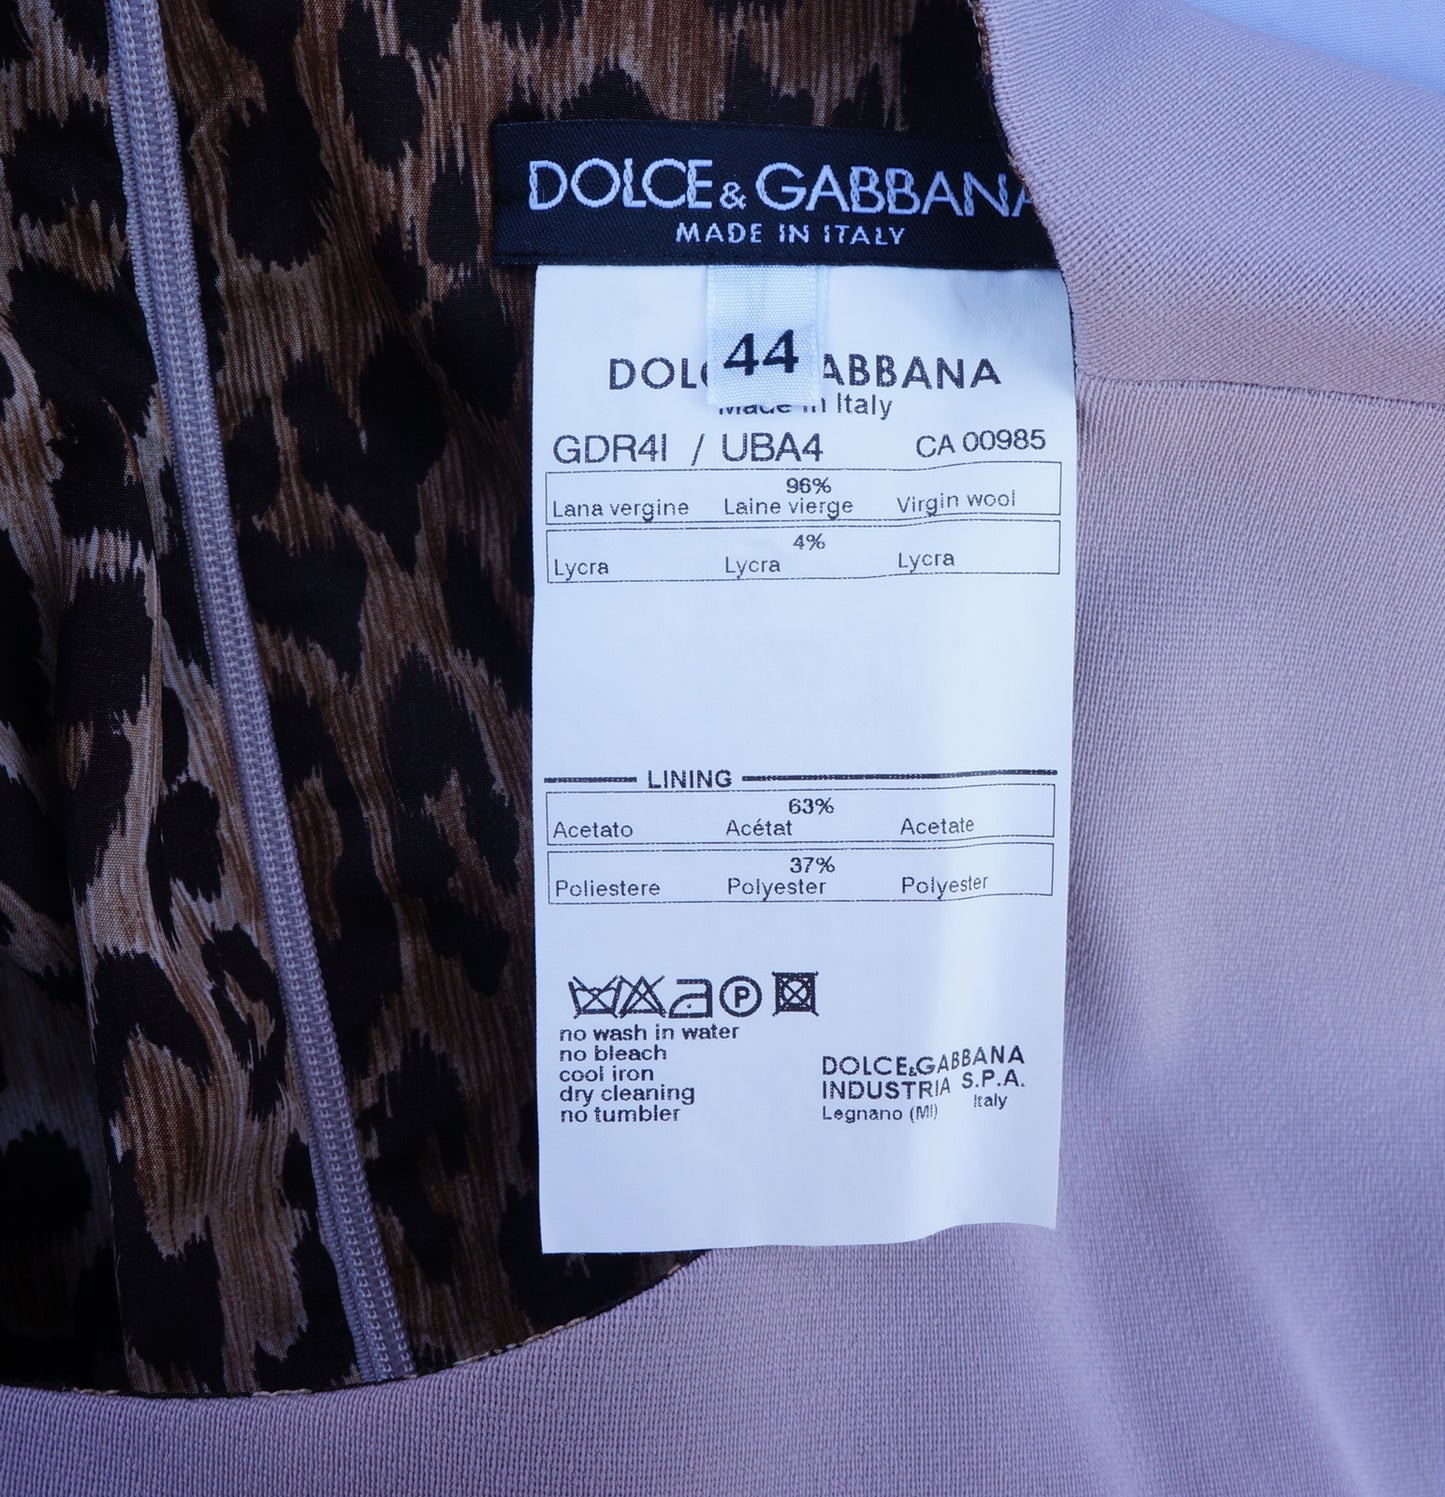 DOLCE & GABBANA
MADE IN ITALY
44
DOL ABBANA
Made in Italy
GDR4I / UBA4 CA 00985
96%
Lana vergine Laine vierge Virgin wool
4%
Lycra Lycra Lycra
LINING
63%
Acetato Acétat Acetate
37%
Poliestere Polyester Polyester
P
no wash in water
no bleach
cool iron
dry cleaning
no tumbler
DOLCE&GABBANA
INDUSTRIA S.P.A.
Legnano (MI) Italy